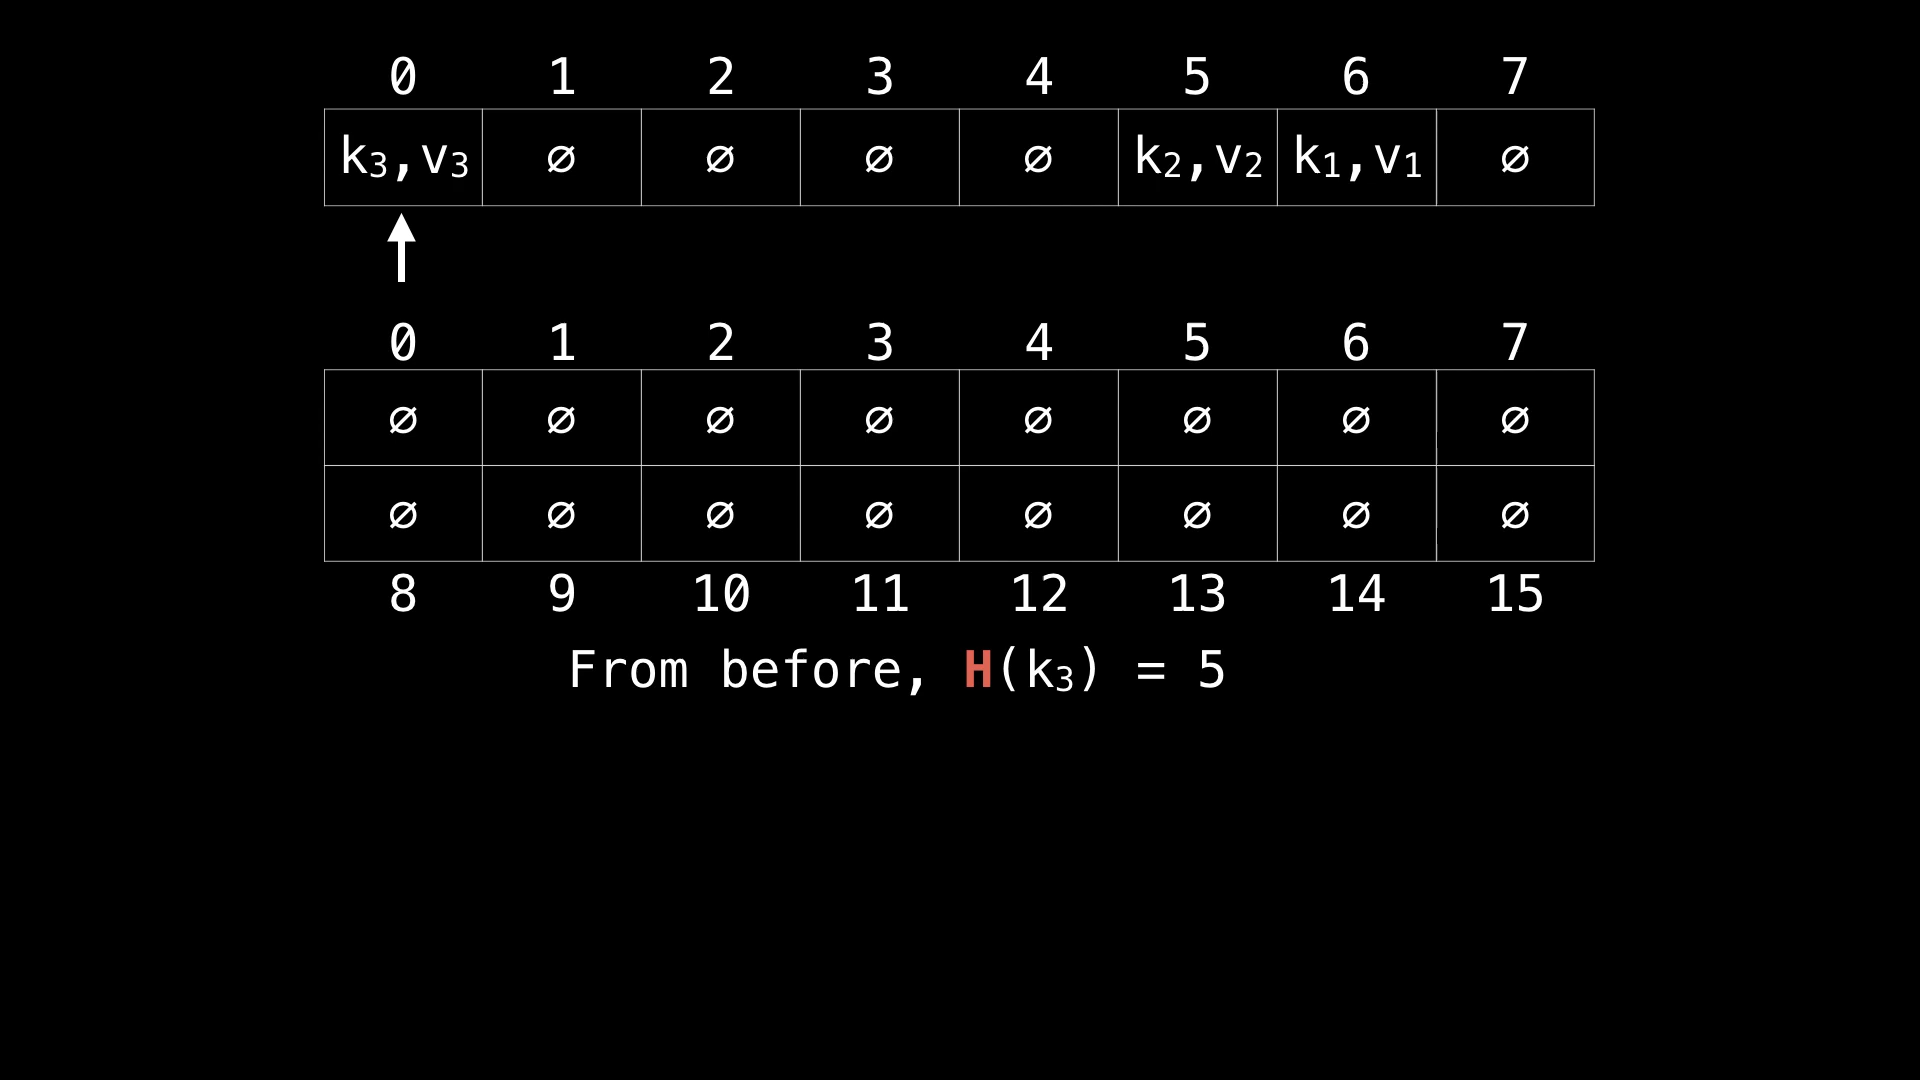 0 1 2 3 4 5 6 7
k₃,v₃ ∅ ∅ ∅ ∅ k₂,v₂ k₁,v₁ ∅
0 1 2 3 4 5 6 7
∅ ∅ ∅ ∅ ∅ ∅ ∅ ∅
∅ ∅ ∅ ∅ ∅ ∅ ∅ ∅
8 9 10 11 12 13 14 15
From before, H(k₃) = 5